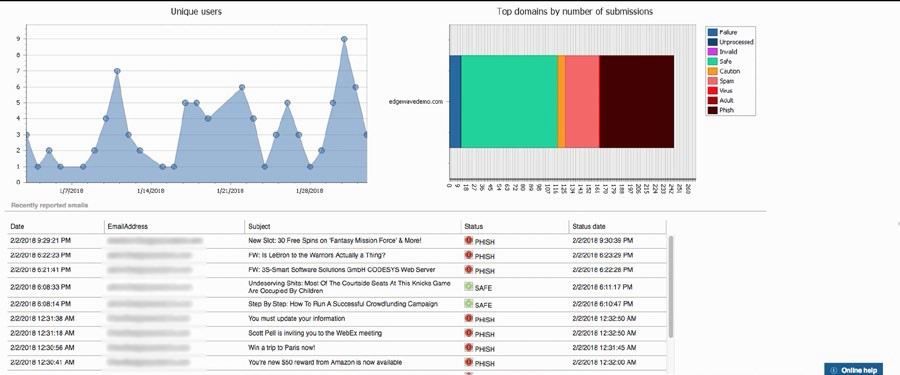 Unique users
9
8
7
6
5
4
3
2
1
0
1/7/2018 1/14/2018 1/21/2018 1/28/2018
Top domains by number of submissions
edgewavedemo.com
0 9 18 27 36 45 54 63 72 81 90 98 107 116 125 134 143 152 161 170 179 188 197 206 215 224 233 242 251 260
Failure
Unprocessed
Invalid
Safe
Caution
Spam
Virus
Adult
Phish
Recently reported emails
Date EmailAddress Subject Status Status date
2/2/2018 9:29:21 PM New Slot: 30 Free Spins on 'Fantasy Mission Force' & More! PHISH 2/2/2018 9:30:39 PM
2/2/2018 6:22:23 PM FW: Is LeBron to the Warriors Actually a Thing? PHISH 2/2/2018 6:23:29 PM
2/2/2018 6:21:41 PM FW: 3S-Smart Software Solutions GmbH CODESYS Web Server PHISH 2/2/2018 6:22:28 PM
2/2/2018 6:08:33 PM Undeserving Shits: Most Of The Courtside Seats At This Knicks Game Are Occupied By Children SAFE 2/2/2018 6:11:17 PM
2/2/2018 6:08:14 PM Step By Step: How To Run A Successful Crowdfunding Campaign SAFE 2/2/2018 6:10:47 PM
2/2/2018 12:31:38 AM You must update your information PHISH 2/2/2018 12:32:50 AM
2/2/2018 12:31:18 AM Scott Pell is inviting you to the WebEx meeting PHISH 2/2/2018 12:32:50 AM
2/2/2018 12:30:56 AM Win a trip to Paris now! PHISH 2/2/2018 12:31:45 AM
2/2/2018 12:30:41 AM You're new $50 reward from Amazon is now available PHISH 2/2/2018 12:32:00 AM
Online help